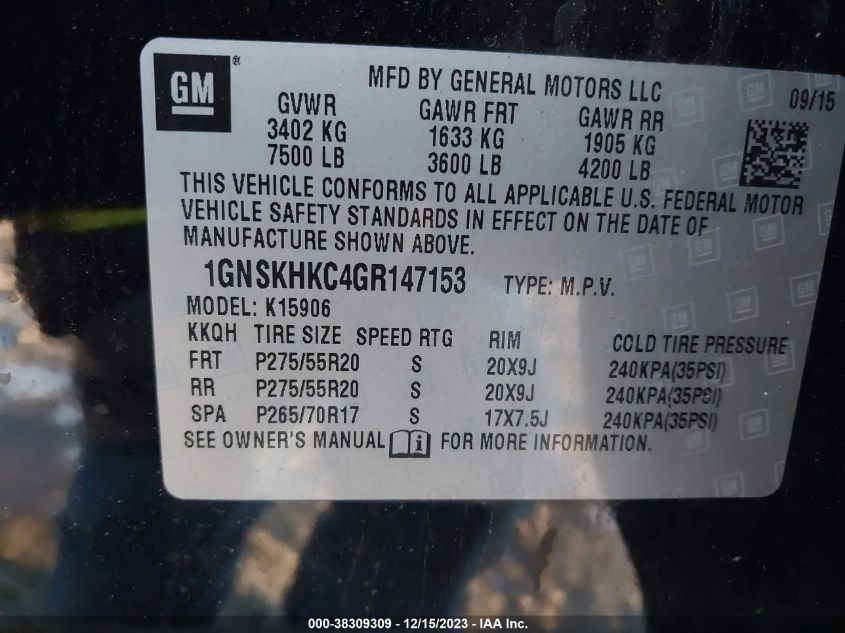 GM®
MFD BY GENERAL MOTORS LLC
09/15
GVWR GAWR FRT GAWR RR
3402 KG 1633 KG 1905 KG
7500 LB 3600 LB 4200 LB
THIS VEHICLE CONFORMS TO ALL APPLICABLE U.S. FEDERAL MOTOR
VEHICLE SAFETY STANDARDS IN EFFECT ON THE DATE OF
MANUFACTURE SHOWN ABOVE.
1GNSKHKC4GR147153 TYPE: M.P.V.
MODEL: K15906
KKQH TIRE SIZE SPEED RTG RIM COLD TIRE PRESSURE
FRT P275/55R20 S 20X9J 240KPA(35PSI)
RR P275/55R20 S 20X9J 240KPA(35PSI)
SPA P265/70R17 S 17X7.5J 240KPA(35PSI)
SEE OWNER'S MANUAL i FOR MORE INFORMATION.
000-38309309 - 12/15/2023 - IAA Inc.